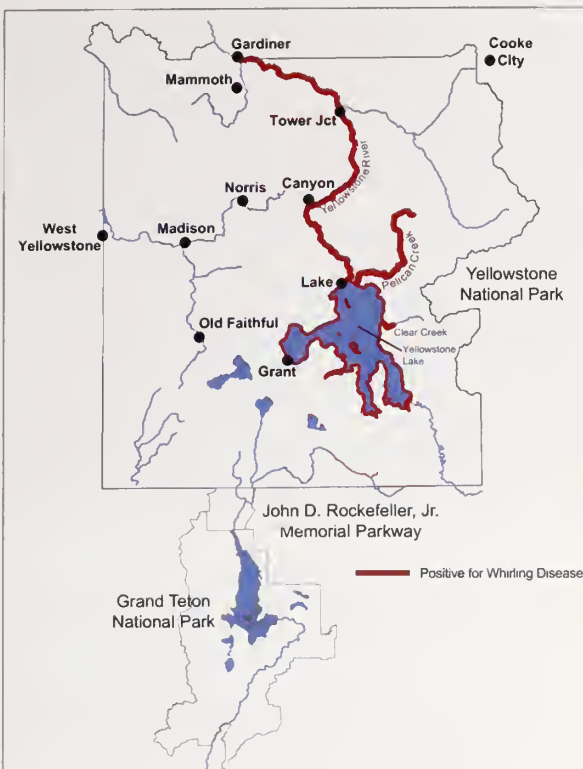 Gardiner
Cooke
City
Mammoth
Tower Jct
Yellowstone River
Norris
Canyon
West
Yellowstone
Madison
Pelican Creek
Lake
Yellowstone
National Park
Clear Creek
Old Faithful
Yellowstone
Lake
Grant
John D. Rockefeller, Jr.
Memorial Parkway
Positive for Whirling Disease
Grand Teton
National Park